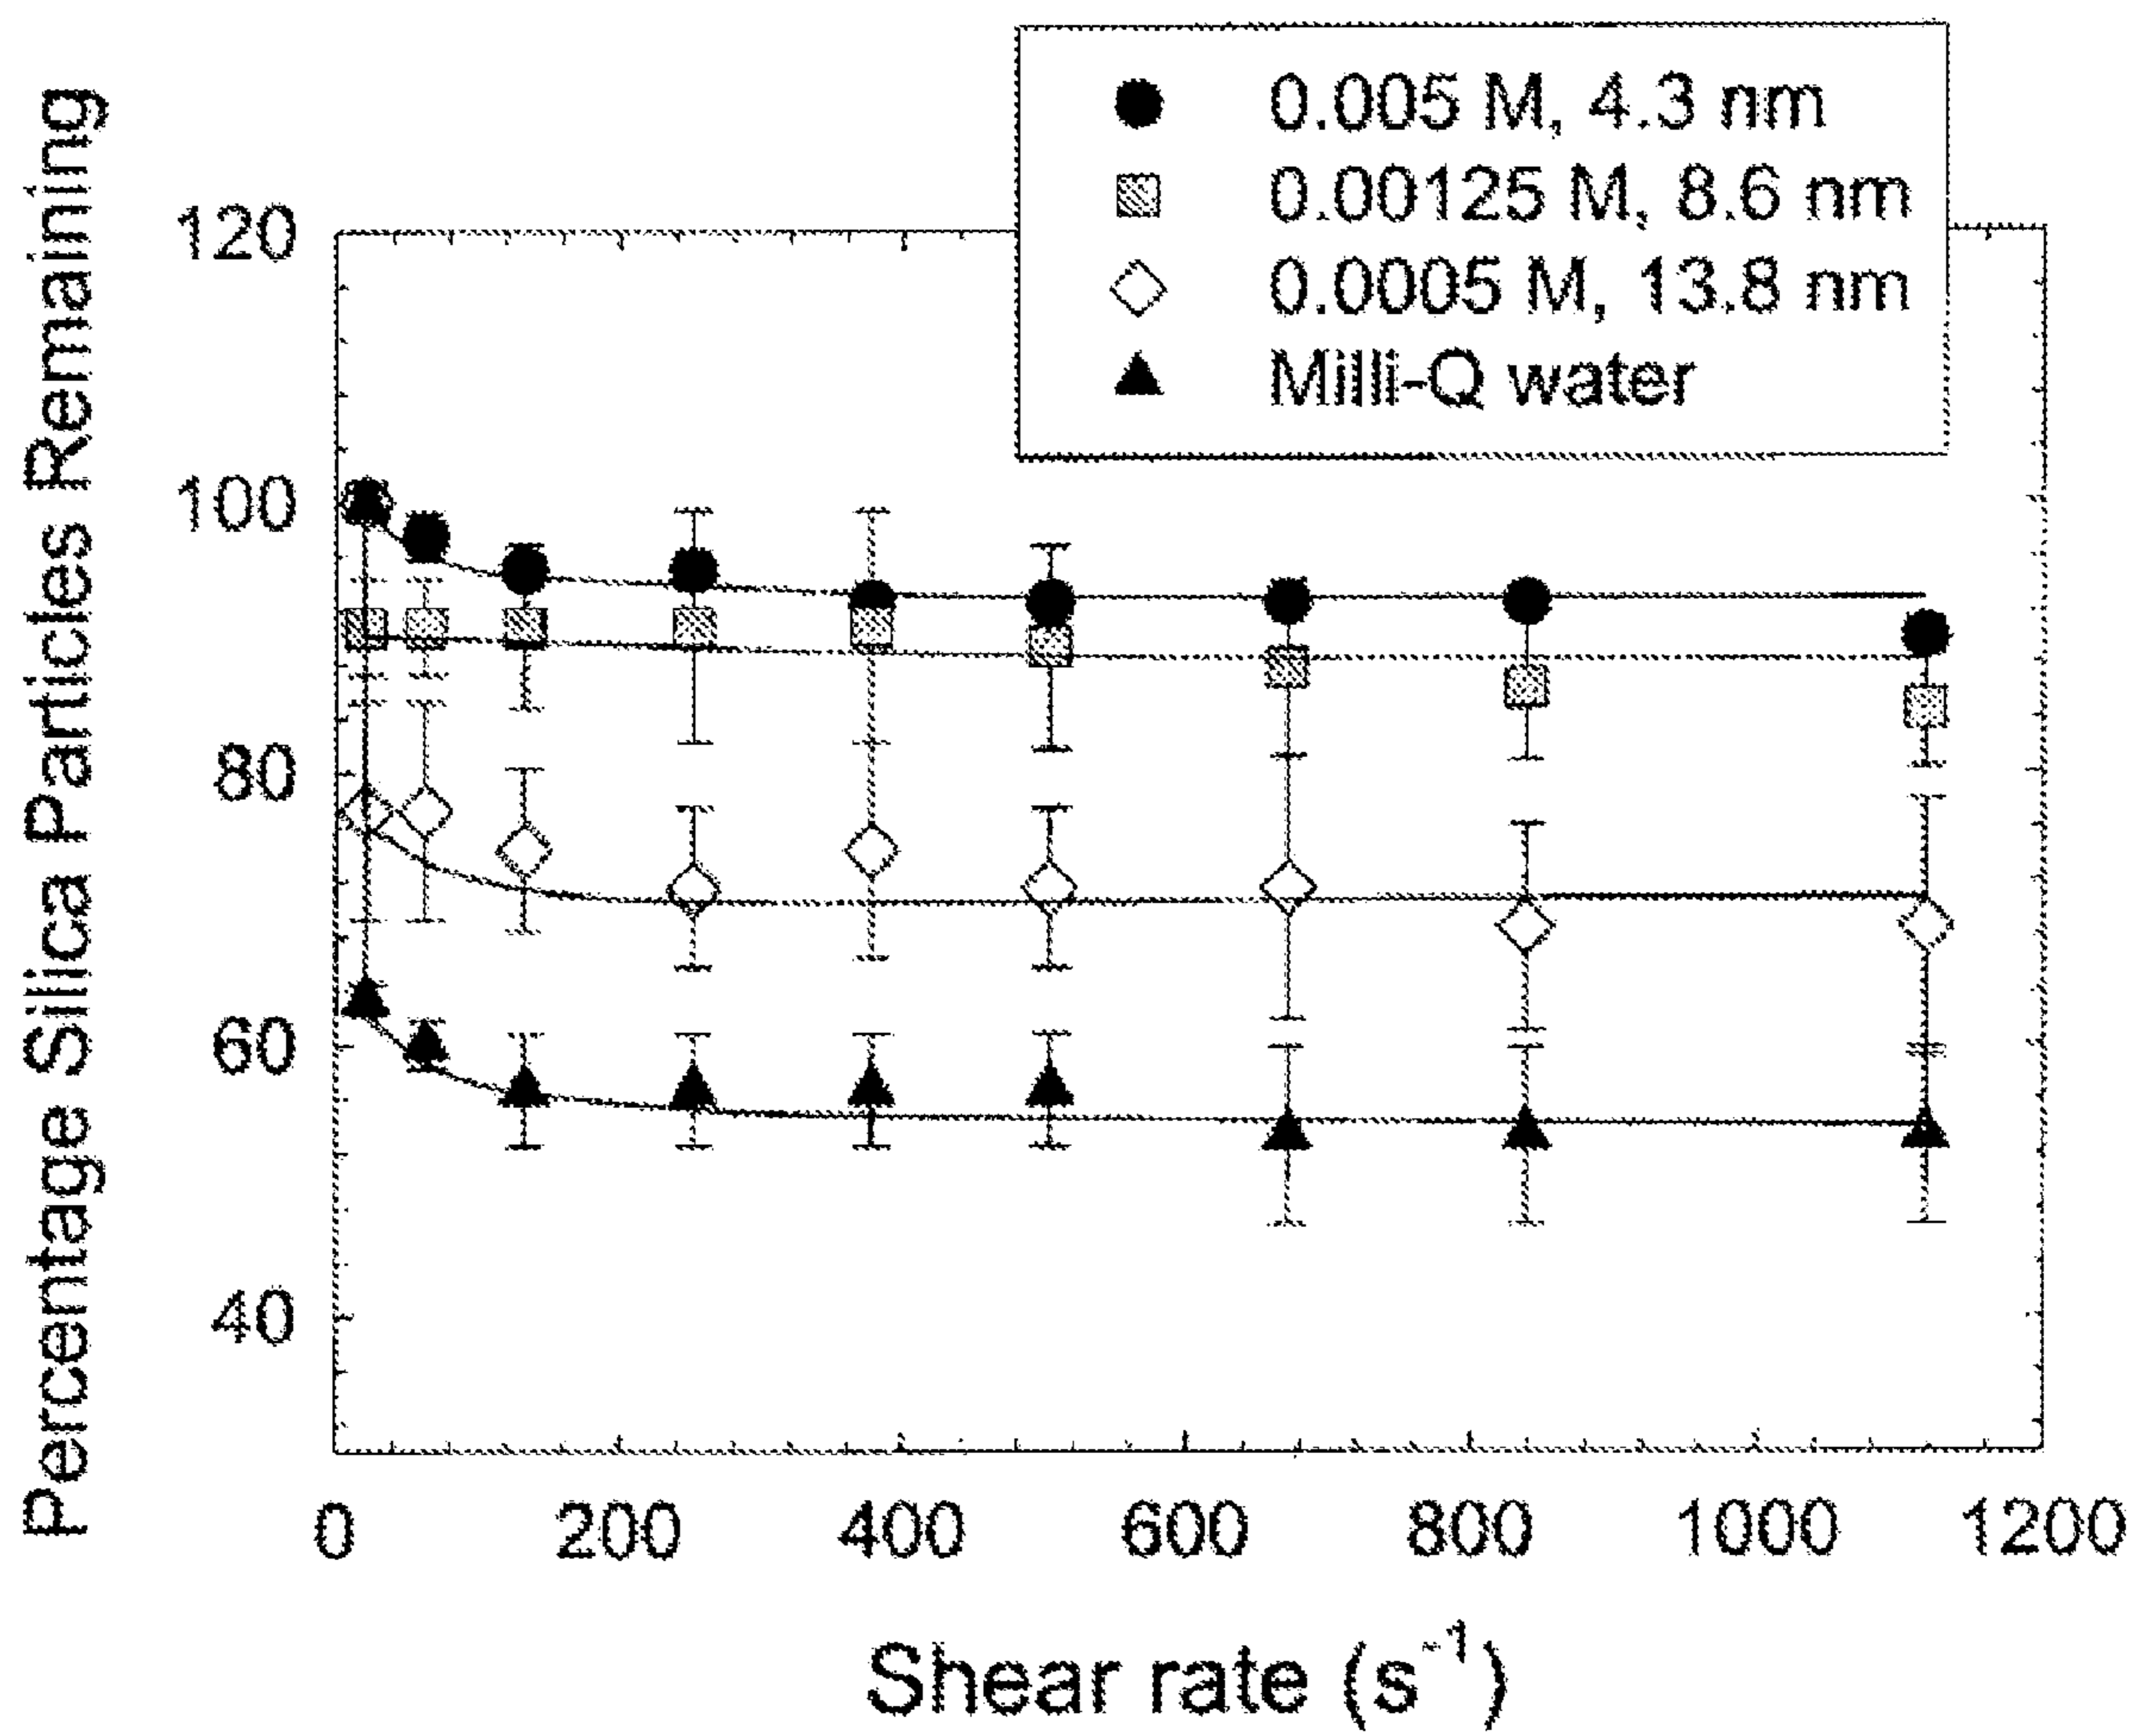 0.005 M, 4.3 nm
0.00125 M, 8.6 nm
0.0005 M, 13.8 nm
Milli-Q water
Percentage Silica Particles Remaining
120
100
80
60
40
0 200 400 600 800 1000 1200
Shear rate (s⁻¹)